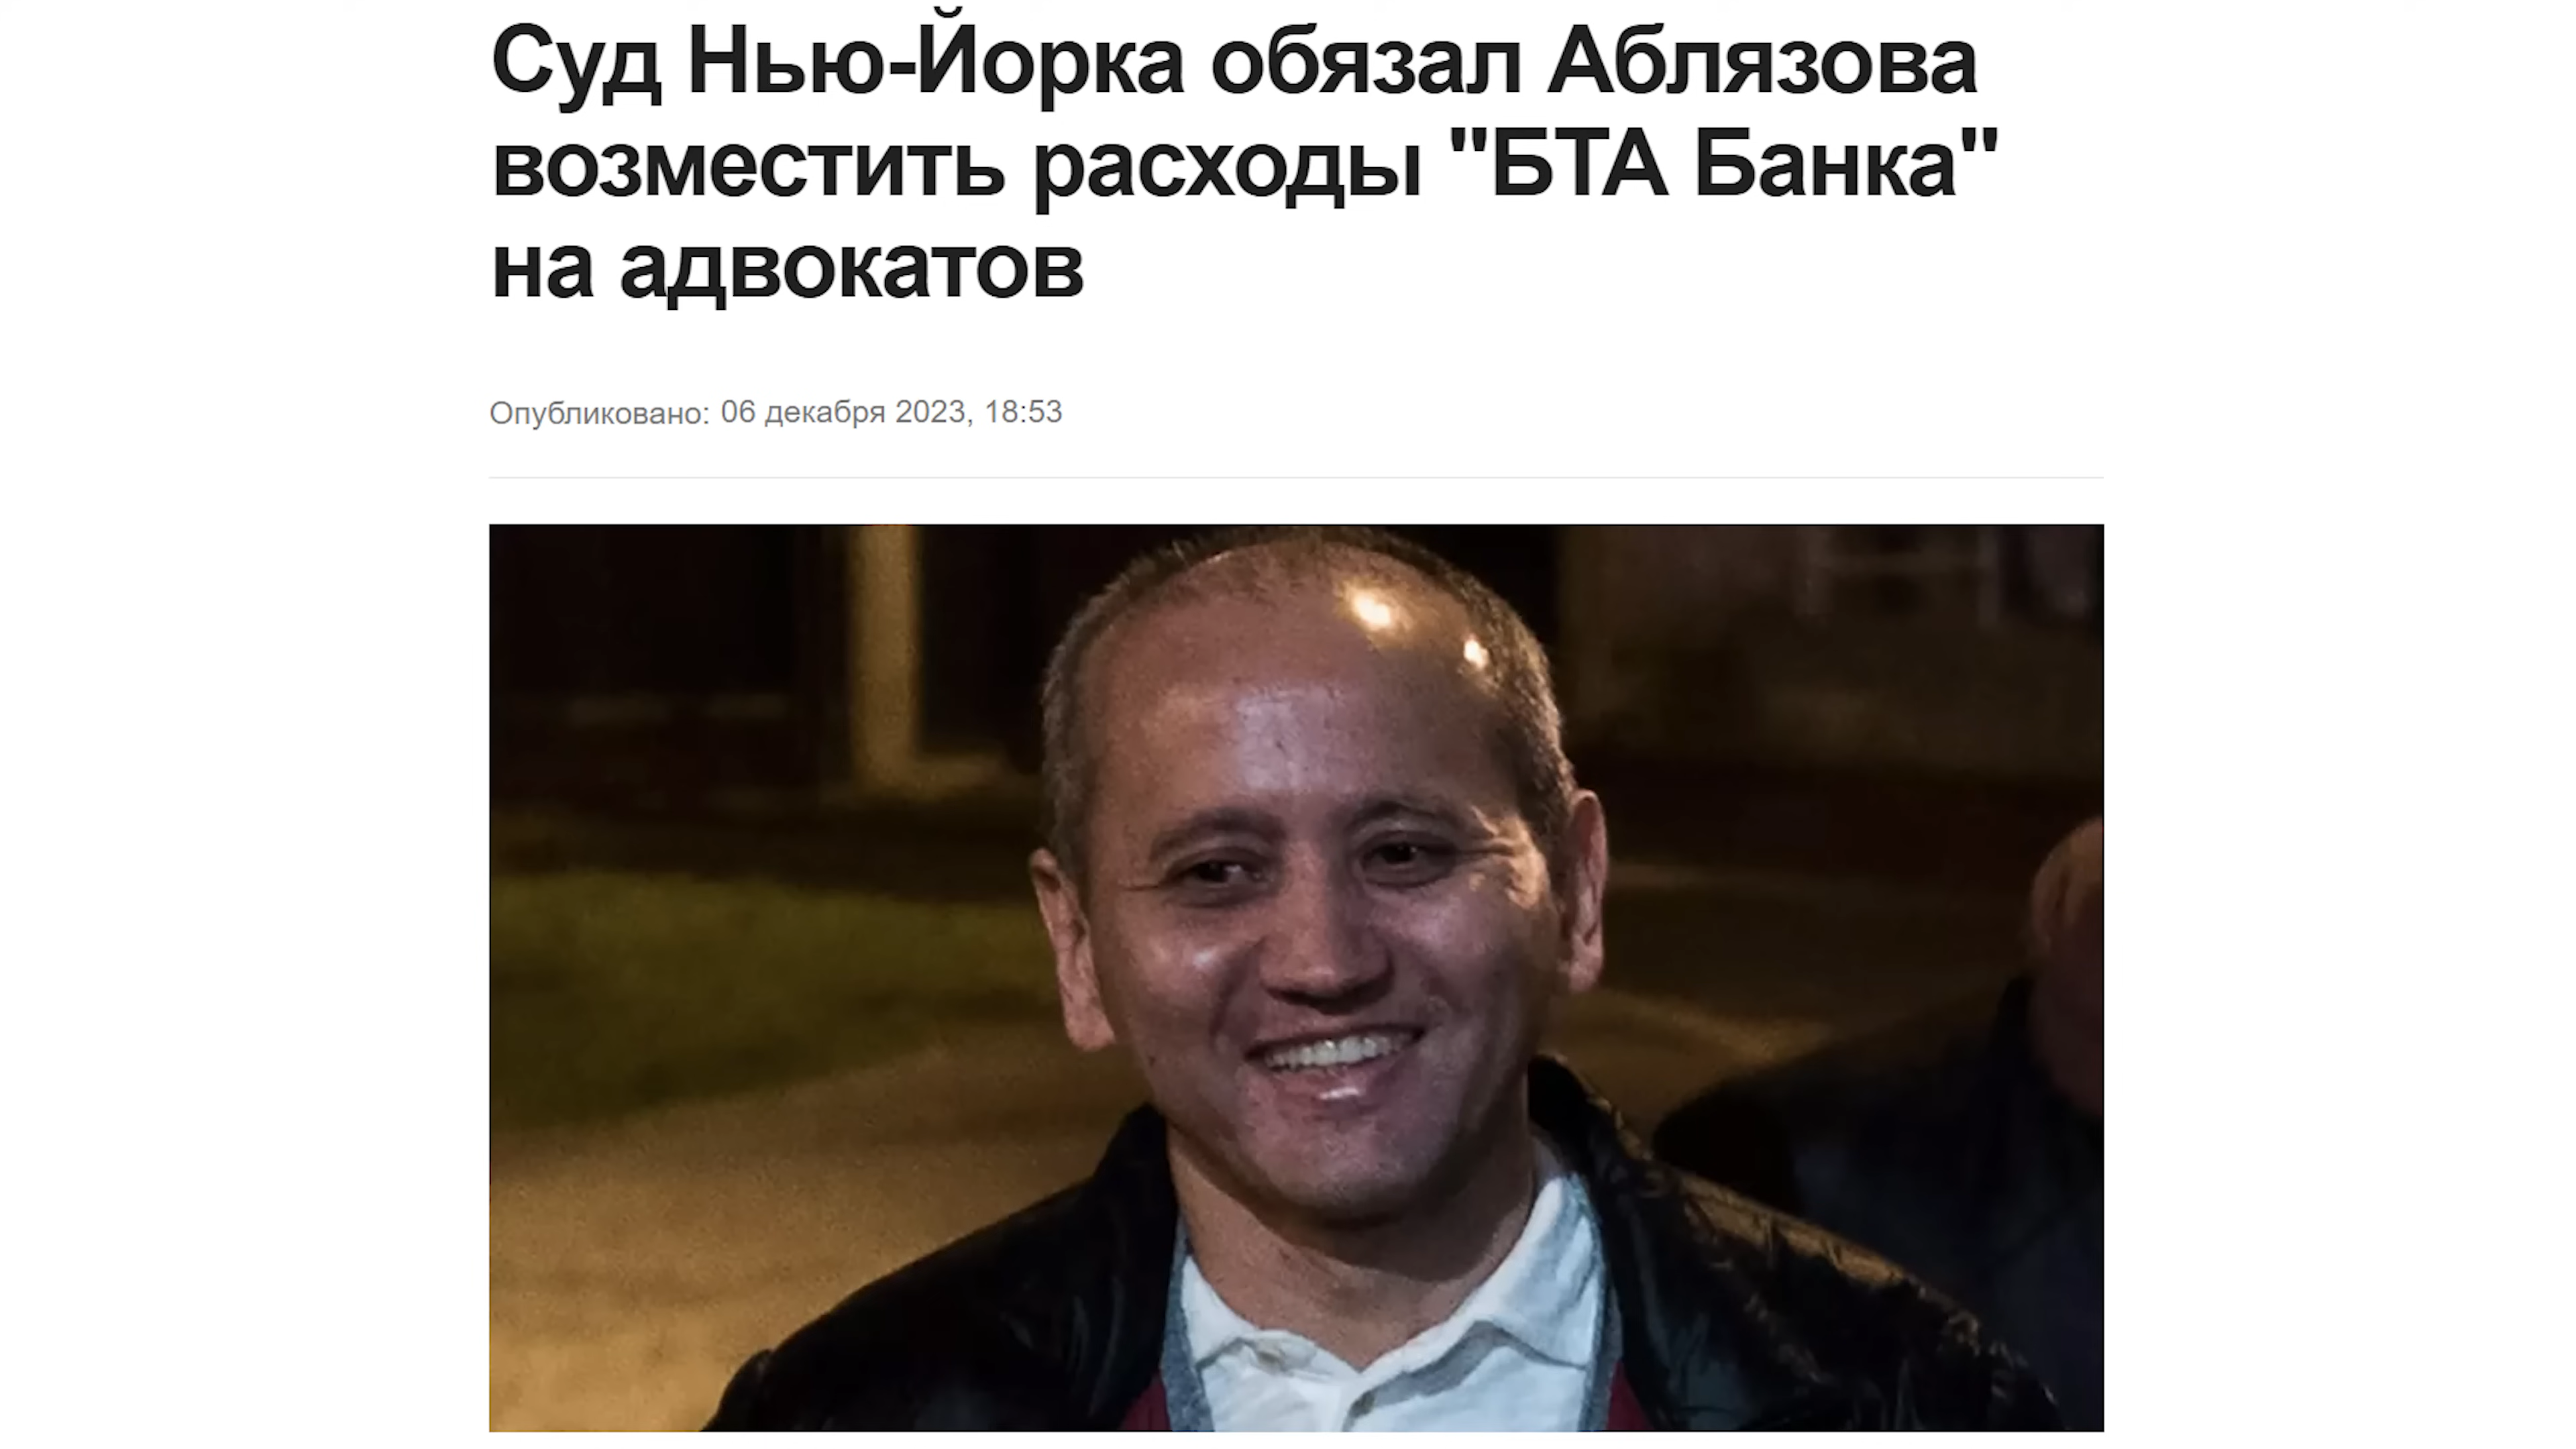 Суд Нью-Йорка обязал Аблязова
возместить расходы "БТА Банка"
на адвокатов
Опубликовано: 06 декабря 2023, 18:53